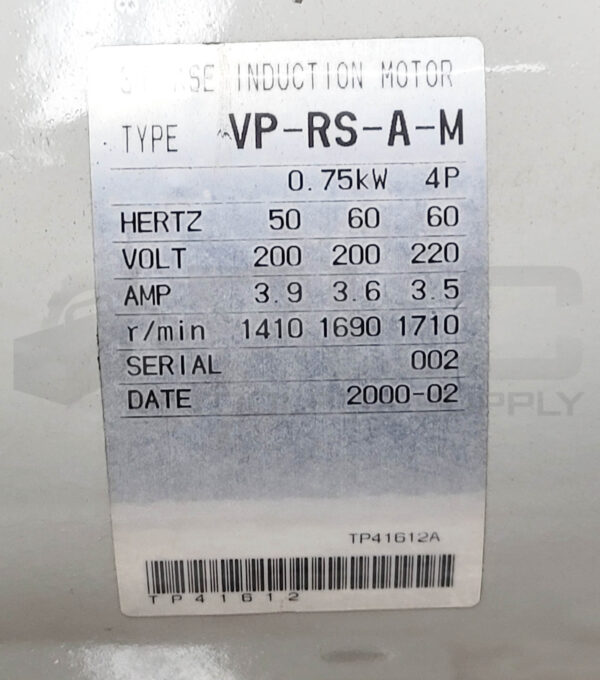 INDUCTION MOTOR
TYPE VP-RS-A-M
0.75kW 4P
HERTZ 50 60 60
VOLT 200 200 220
AMP 3.9 3.6 3.5
r/min 1410 1690 1710
SERIAL 002
DATE 2000-02
TP41612A
TP41612